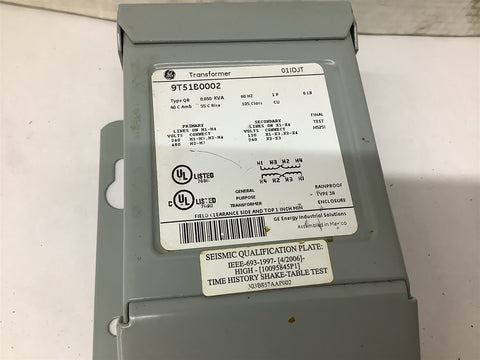 GE Transformer 01IDJT
9T51B0002
Type QB 0.050 KVA 60 HZ 1 P 6 LB
40 C Amb 55 C Rise 105 Class CU
FINAL
PRIMARY SECONDARY TEST
LINES ON H1-H4 LINES ON X1-X4
VOLTS CONNECT VOLTS CONNECT
240 H1-H3,H2-H4 120 X1-X3,X2-X4
480 H2-H3 240 X2-X3
H1 H3 H2 H4
X4 X2 X3 X1
UL LISTED
C UL LISTED
GENERAL RAINPROOF
PURPOSE TYPE 3R
TRANSFORMER ENCLOSURE
FIELD CLEARANCE SIDE AND TOP 1 INCH MIN
GE Energy Industrial Solutions
Assembled in Mexico
SEISMIC QUALIFICATION PLATE:
IEEE-693-1997- [4/2006]-
HIGH - [10095845P1]
TIME HISTORY SHAKE-TABLE TEST
303B857AAP002